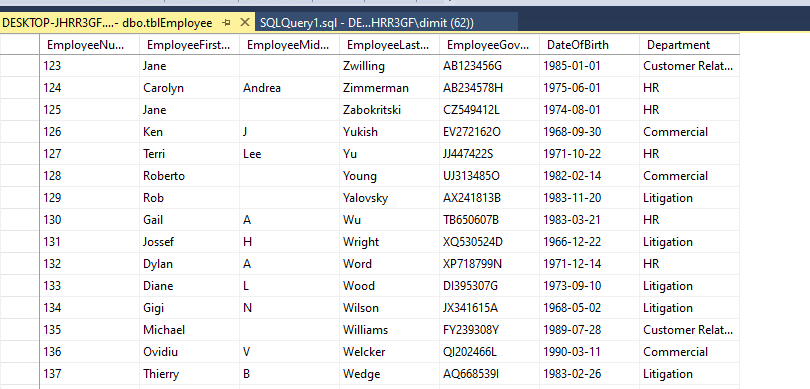 DESKTOP-JHRR3GF....- dbo.tblEmployee SQLQuery1.sql - DE...HRR3GF\dimit (62))
EmployeeNu... EmployeeFirst... EmployeeMid... EmployeeLast... EmployeeGov... DateOfBirth Department
123 Jane Zwilling AB123456G 1985-01-01 Customer Relat...
124 Carolyn Andrea Zimmerman AB234578H 1975-06-01 HR
125 Jane Zabokritski CZ549412L 1974-08-01 HR
126 Ken J Yukish EV272162O 1968-09-30 Commercial
127 Terri Lee Yu JJ447422S 1971-10-22 HR
128 Roberto Young UJ313485O 1982-02-14 Commercial
129 Rob Yalovsky AX241813B 1983-11-20 Litigation
130 Gail A Wu TB650607B 1983-03-21 HR
131 Jossef H Wright XQ530524D 1966-12-22 Litigation
132 Dylan A Word XP718799N 1971-12-14 HR
133 Diane L Wood DI395307G 1973-09-10 Litigation
134 Gigi N Wilson JX341615A 1968-05-02 Litigation
135 Michael Williams FY239308Y 1989-07-28 Customer Relat...
136 Ovidiu V Welcker QI202466L 1990-03-11 Commercial
137 Thierry B Wedge AQ668539I 1983-02-26 Litigation